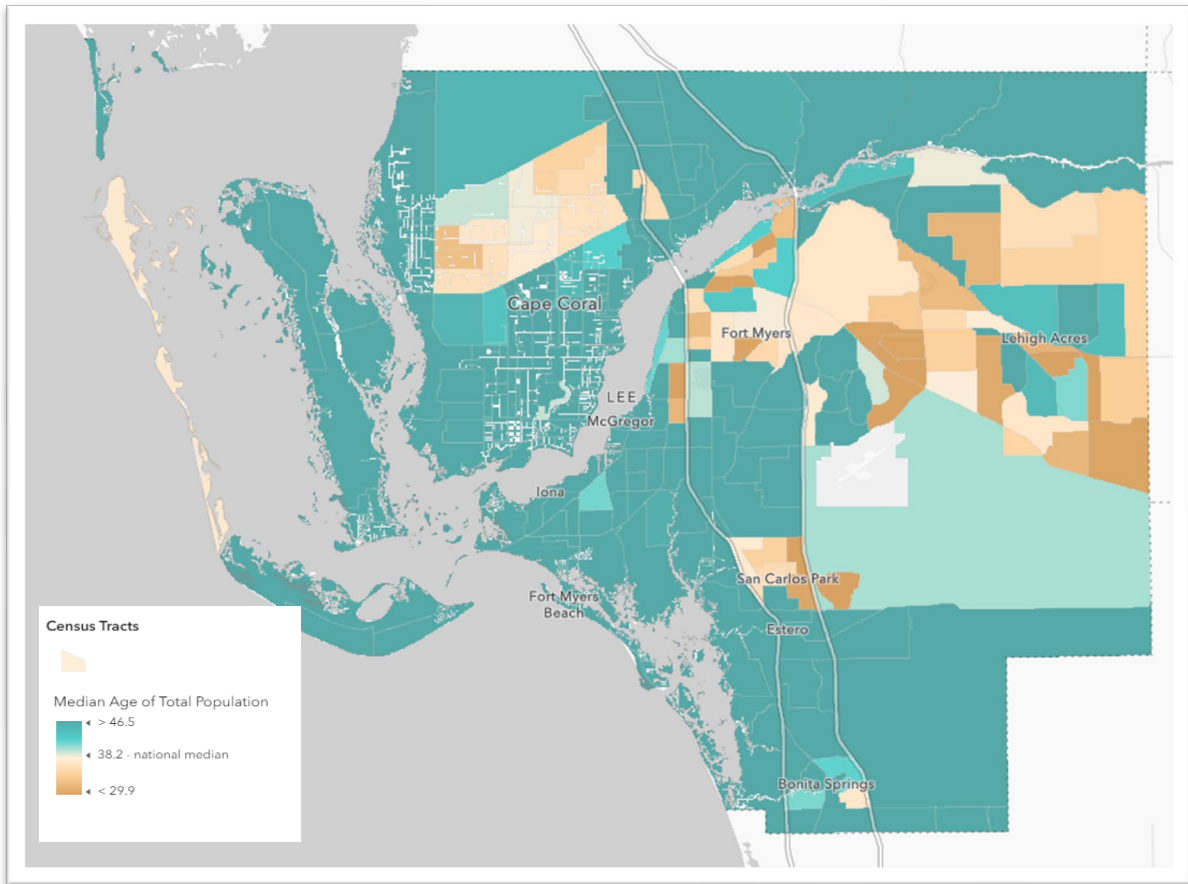 Cape Coral
Fort Myers
Lehigh Acres
LEE
McGregor
Iona
San Carlos Park
Fort Myers
Beach
Estero
Bonita Springs
Census Tracts
Median Age of Total Population
> 46.5
38.2 - national median
< 29.9